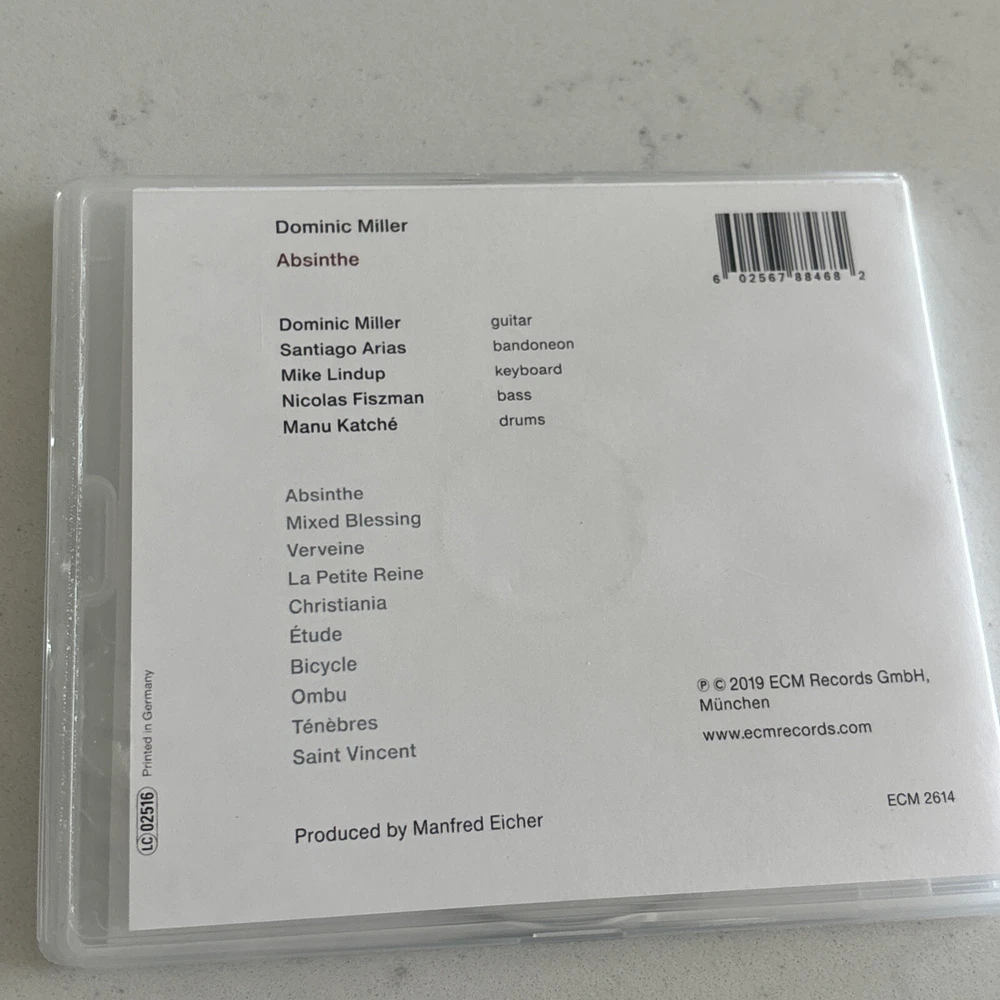 Dominic Miller
Absinthe
6 02567 88468 2
Dominic Miller guitar
Santiago Arias bandoneon
Mike Lindup keyboard
Nicolas Fiszman bass
Manu Katché drums
Absinthe
Mixed Blessing
Verveine
La Petite Reine
Christiania
Étude
Bicycle
Ombu
Ténèbres
Saint Vincent
Produced by Manfred Eicher
℗ © 2019 ECM Records GmbH,
München
www.ecmrecords.com
ECM 2614
LC 02516 Printed in Germany